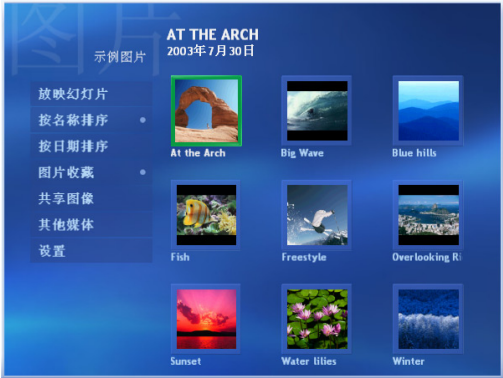 图片
示例图片
AT THE ARCH
2003年7月30日
放映幻灯片
按名称排序
按日期排序
图片收藏
共享图像
其他媒体
设置
At the Arch
Big Wave
Blue hills
Fish
Freestyle
Overlooking Ri
Sunset
Water lilies
Winter